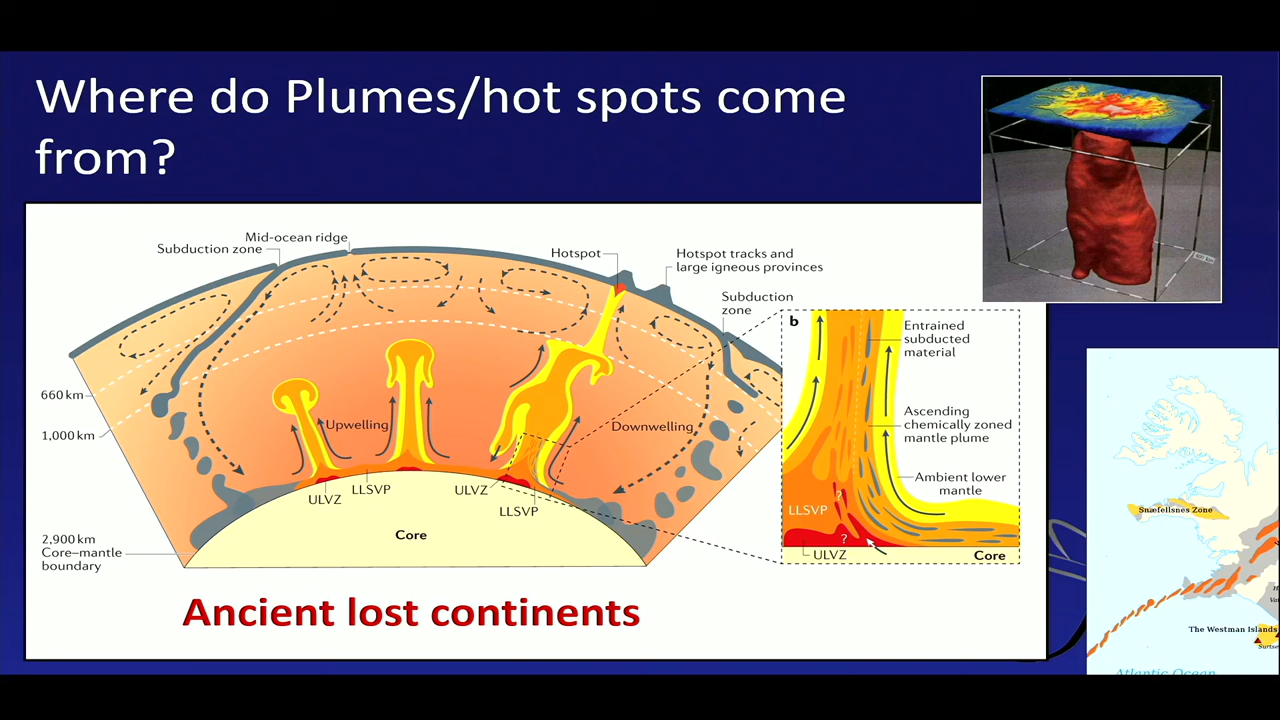 Where do Plumes/hot spots come
from?
Mid-ocean ridge
Subduction zone
Hotspot
Hotspot tracks and
large igneous provinces
Subduction
zone
660 km
1,000 km
Upwelling
Downwelling
ULVZ
LLSVP
ULVZ
LLSVP
Core
2,900 km
Core–mantle
boundary
b
Entrained
subducted
material
Ascending
chemically zoned
mantle plume
Ambient lower
mantle
LLSVP
?
?
ULVZ
Core
Ancient lost continents
Snæfellsnes Zone
The Westman Islands
Atlantic Ocean